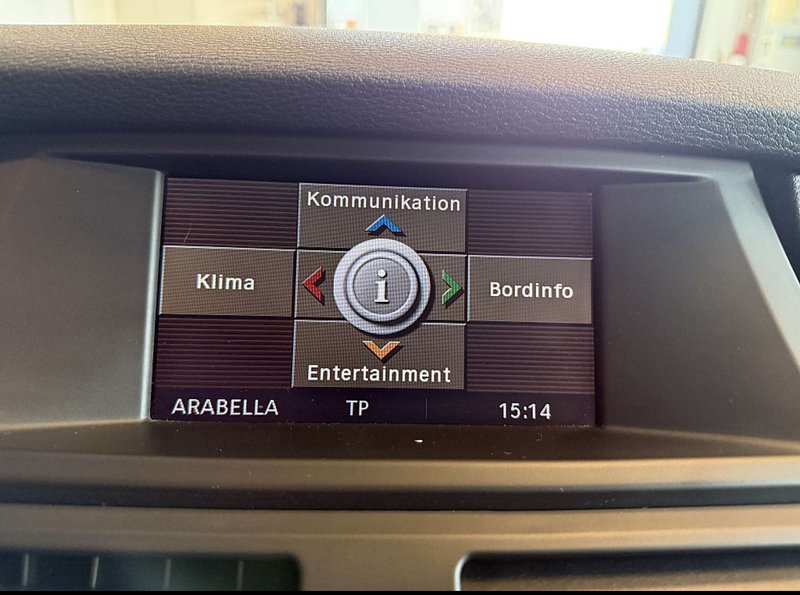 Kommunikation
Klima
i
Bordinfo
Entertainment
ARABELLA TP 15:14